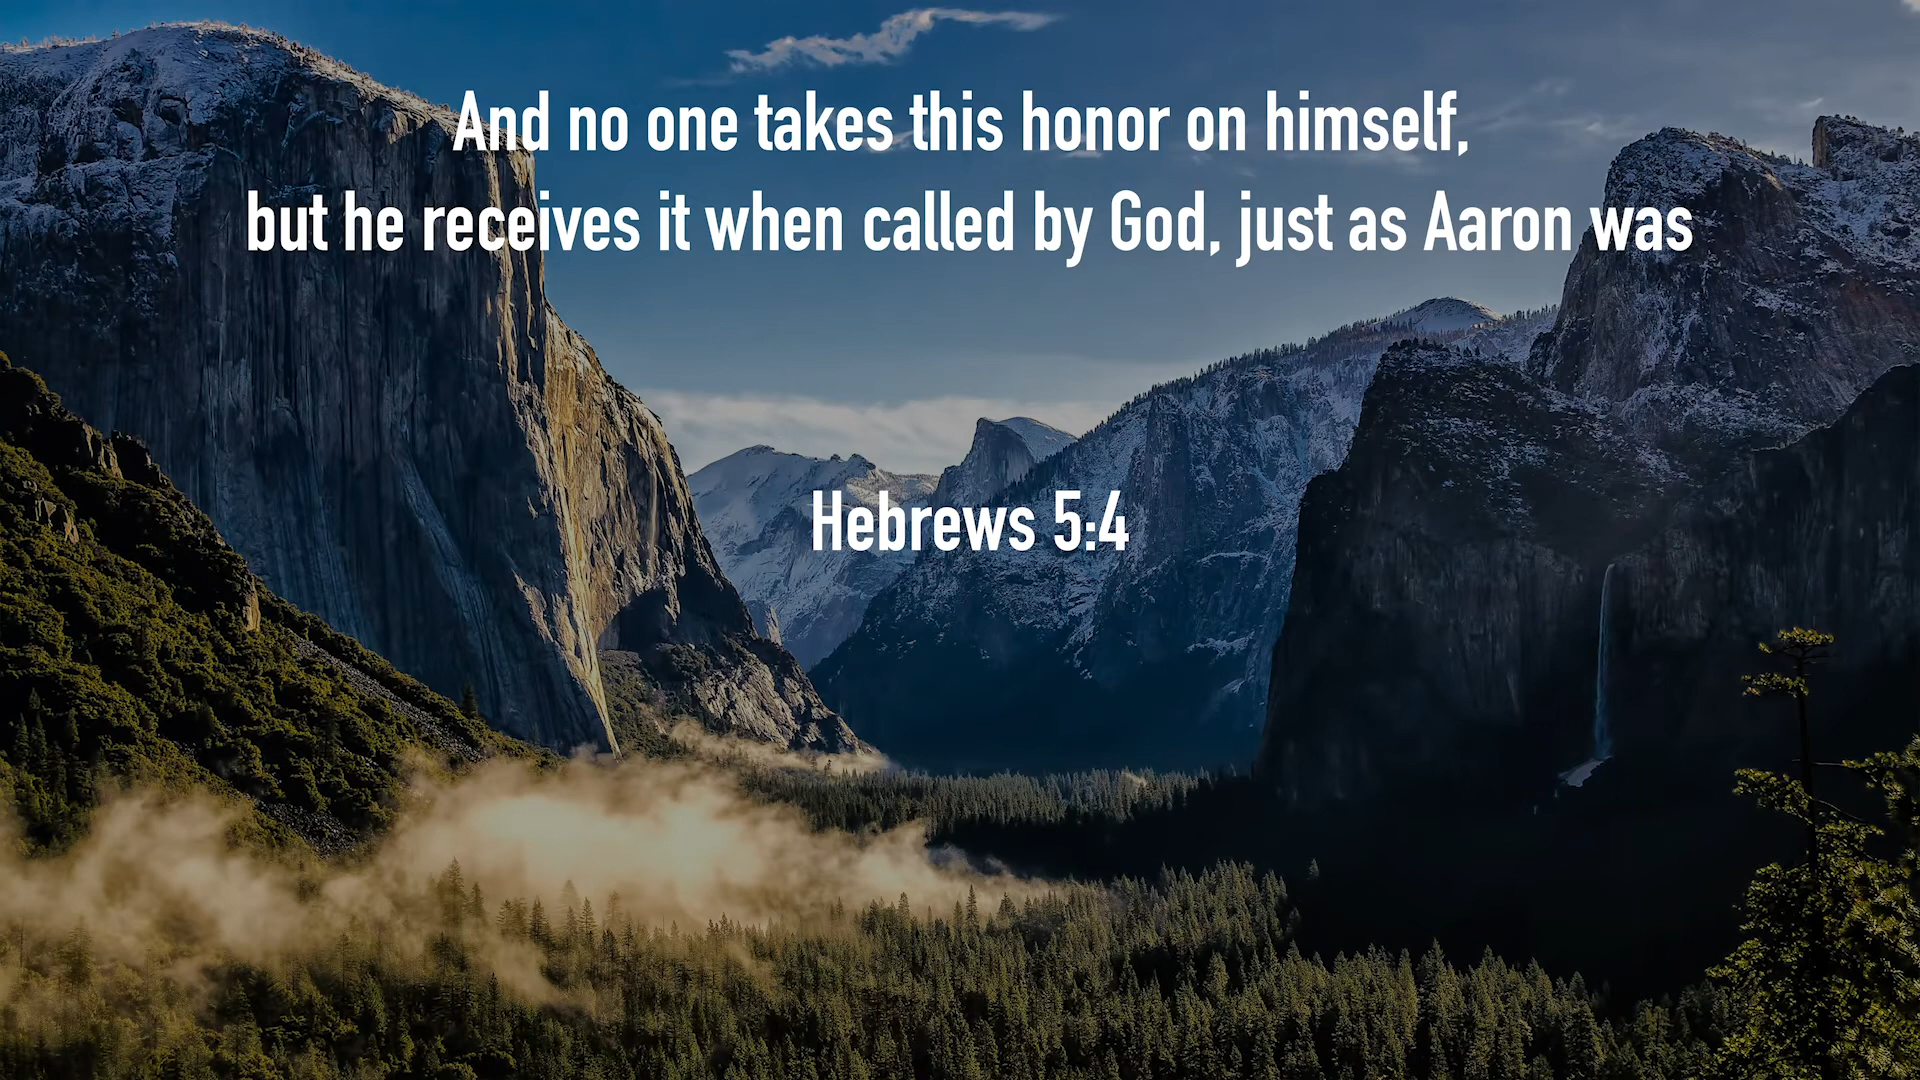 And no one takes this honor on himself,
but he receives it when called by God, just as Aaron was
Hebrews 5:4